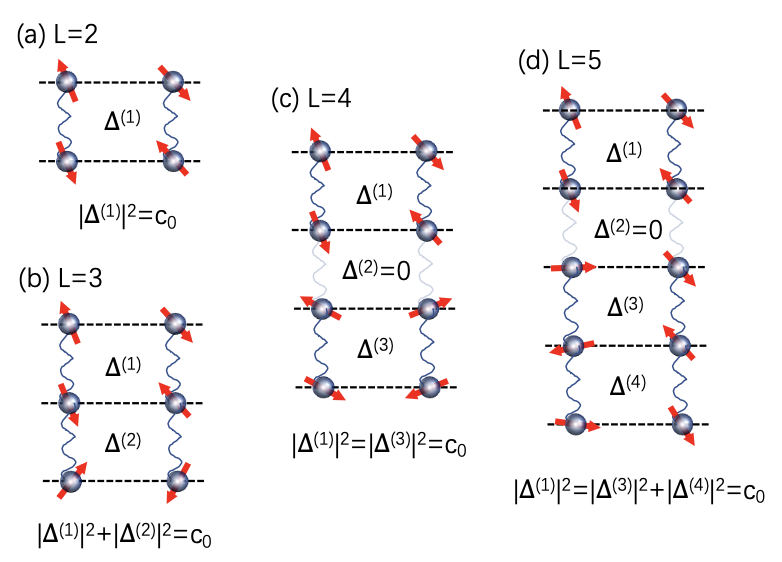 (a) L=2
Δ⁽¹⁾
|Δ⁽¹⁾|²=c₀
(b) L=3
Δ⁽¹⁾
Δ⁽²⁾
|Δ⁽¹⁾|²+|Δ⁽²⁾|²=c₀
(c) L=4
Δ⁽¹⁾
Δ⁽²⁾=0
Δ⁽³⁾
|Δ⁽¹⁾|²=|Δ⁽³⁾|²=c₀
(d) L=5
Δ⁽¹⁾
Δ⁽²⁾=0
Δ⁽³⁾
Δ⁽⁴⁾
|Δ⁽¹⁾|²=|Δ⁽³⁾|²+|Δ⁽⁴⁾|²=c₀